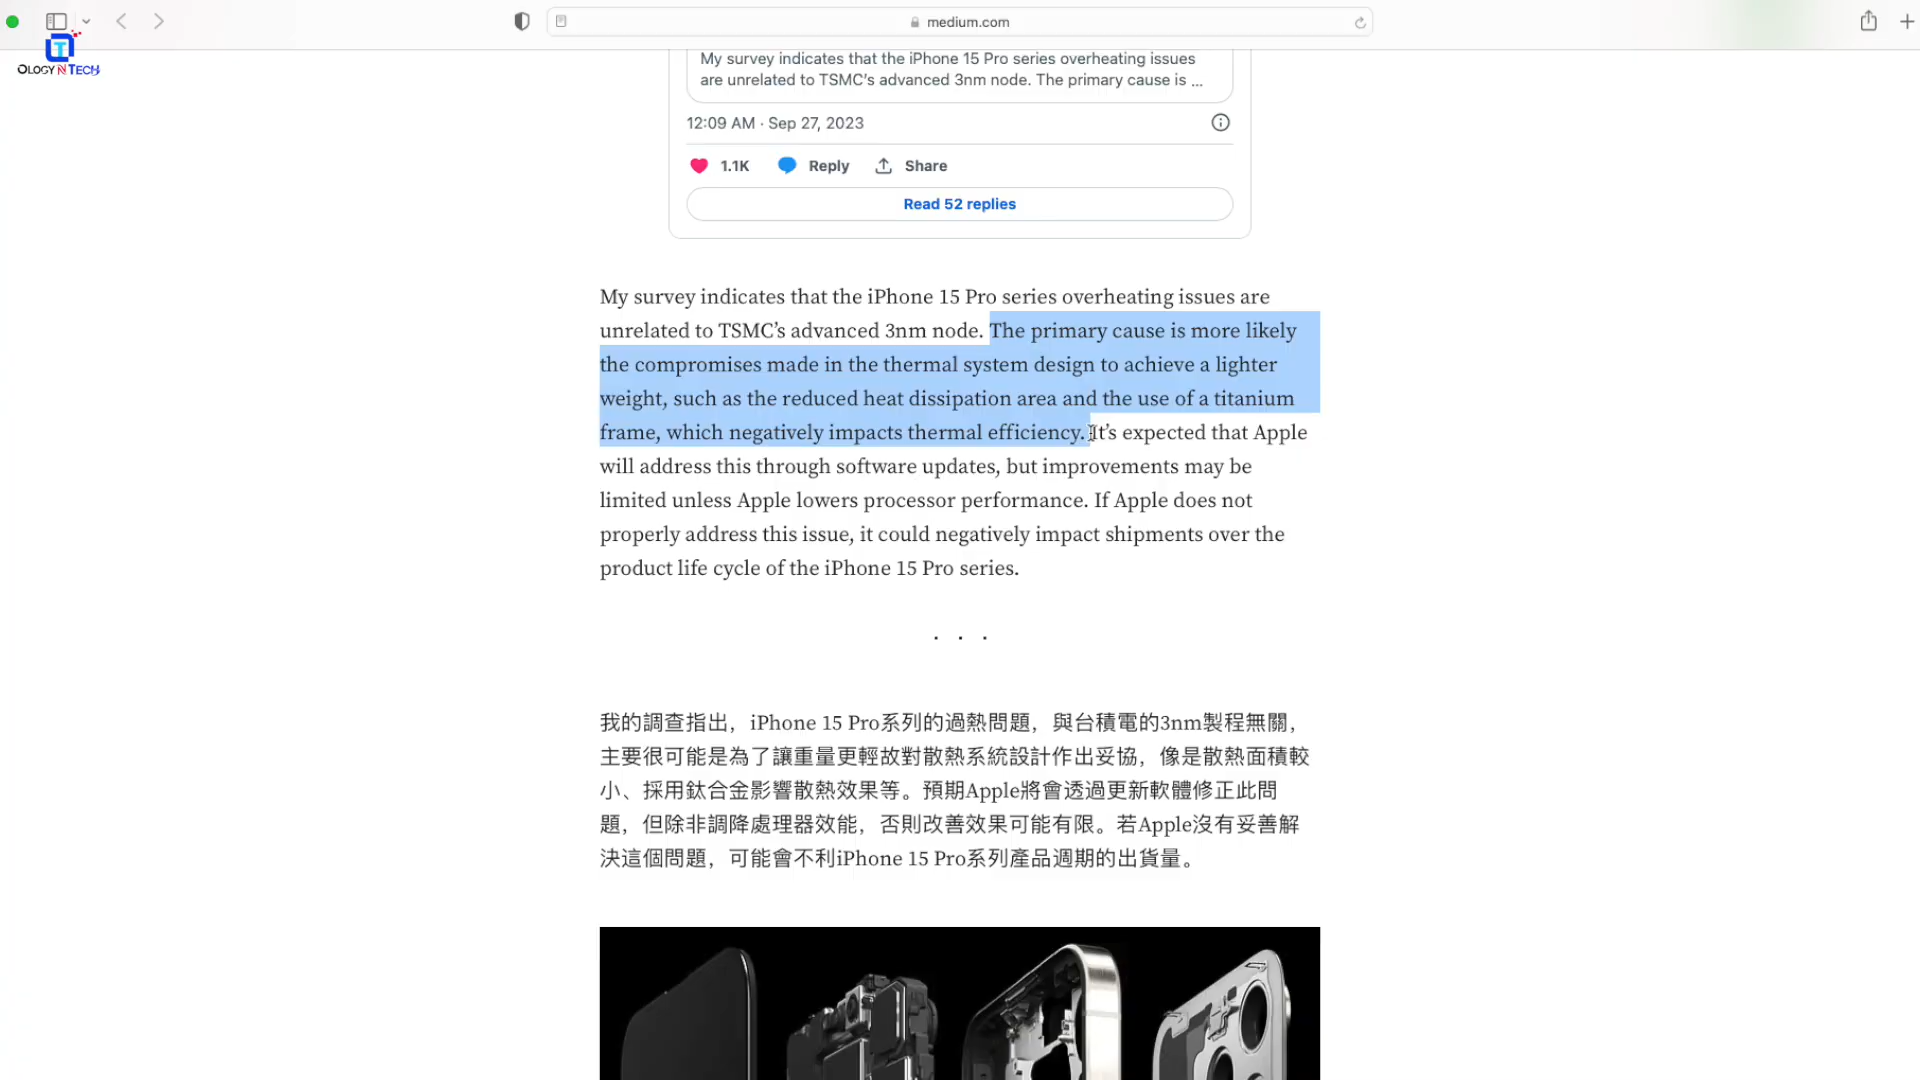 medium.com
T
OLOGY N TECH
My survey indicates that the iPhone 15 Pro series overheating issues
are unrelated to TSMC's advanced 3nm node. The primary cause is ...
12:09 AM · Sep 27, 2023
1.1K Reply Share
Read 52 replies
My survey indicates that the iPhone 15 Pro series overheating issues are
unrelated to TSMC’s advanced 3nm node. The primary cause is more likely
the compromises made in the thermal system design to achieve a lighter
weight, such as the reduced heat dissipation area and the use of a titanium
frame, which negatively impacts thermal efficiency. It’s expected that Apple
will address this through software updates, but improvements may be
limited unless Apple lowers processor performance. If Apple does not
properly address this issue, it could negatively impact shipments over the
product life cycle of the iPhone 15 Pro series.
. . .
我的調查指出，iPhone 15 Pro系列的過熱問題，與台積電的3nm製程無關，
主要很可能是為了讓重量更輕故對散熱系統設計作出妥協，像是散熱面積較
小、採用鈦合金影響散熱效果等。預期Apple將會透過更新軟體修正此問
題，但除非調降處理器效能，否則改善效果可能有限。若Apple沒有妥善解
決這個問題，可能會不利iPhone 15 Pro系列產品週期的出貨量。